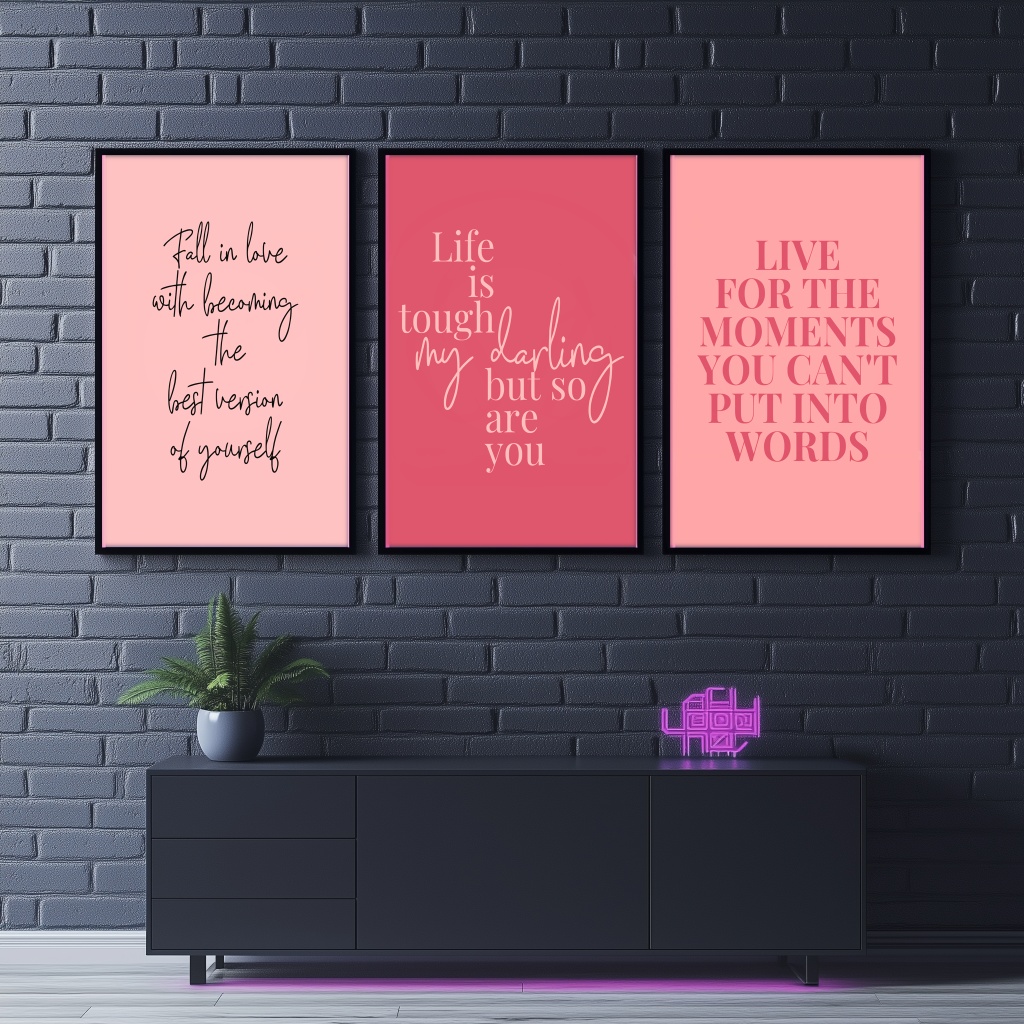 Fall in love
with becoming
the
best version
of yourself
Life
is
tough
my darling
but so
are
you
LIVE
FOR THE
MOMENTS
YOU CAN'T
PUT INTO
WORDS